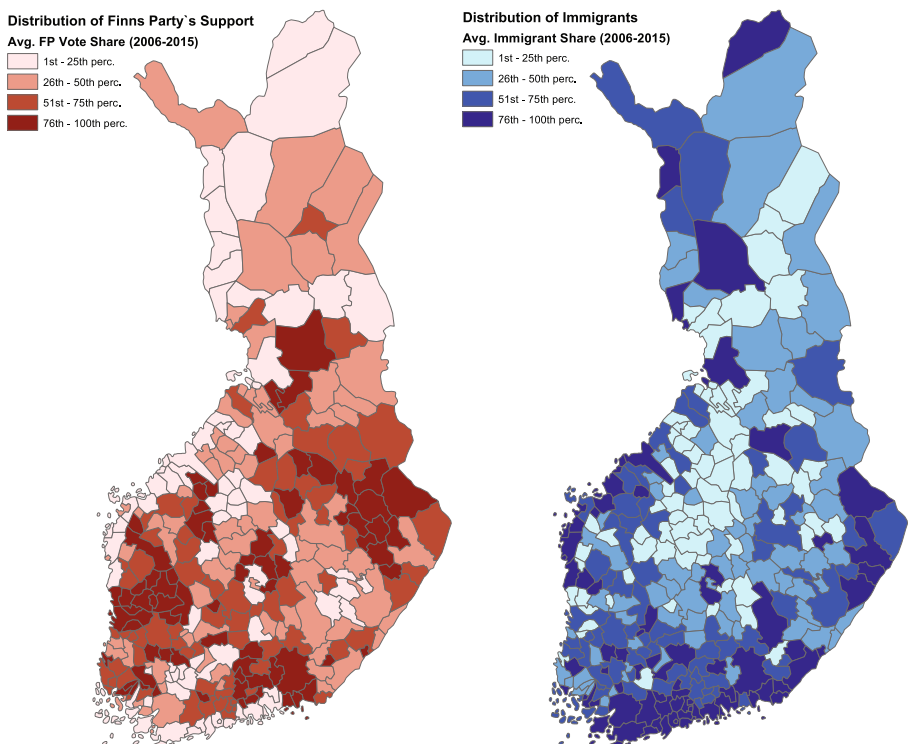 Distribution of Finns Party`s Support
Avg. FP Vote Share (2006-2015)
1st - 25th perc.
26th - 50th perc.
51st - 75th perc.
76th - 100th perc.
Distribution of Immigrants
Avg. Immigrant Share (2006-2015)
1st - 25th perc.
26th - 50th perc.
51st - 75th perc.
76th - 100th perc.